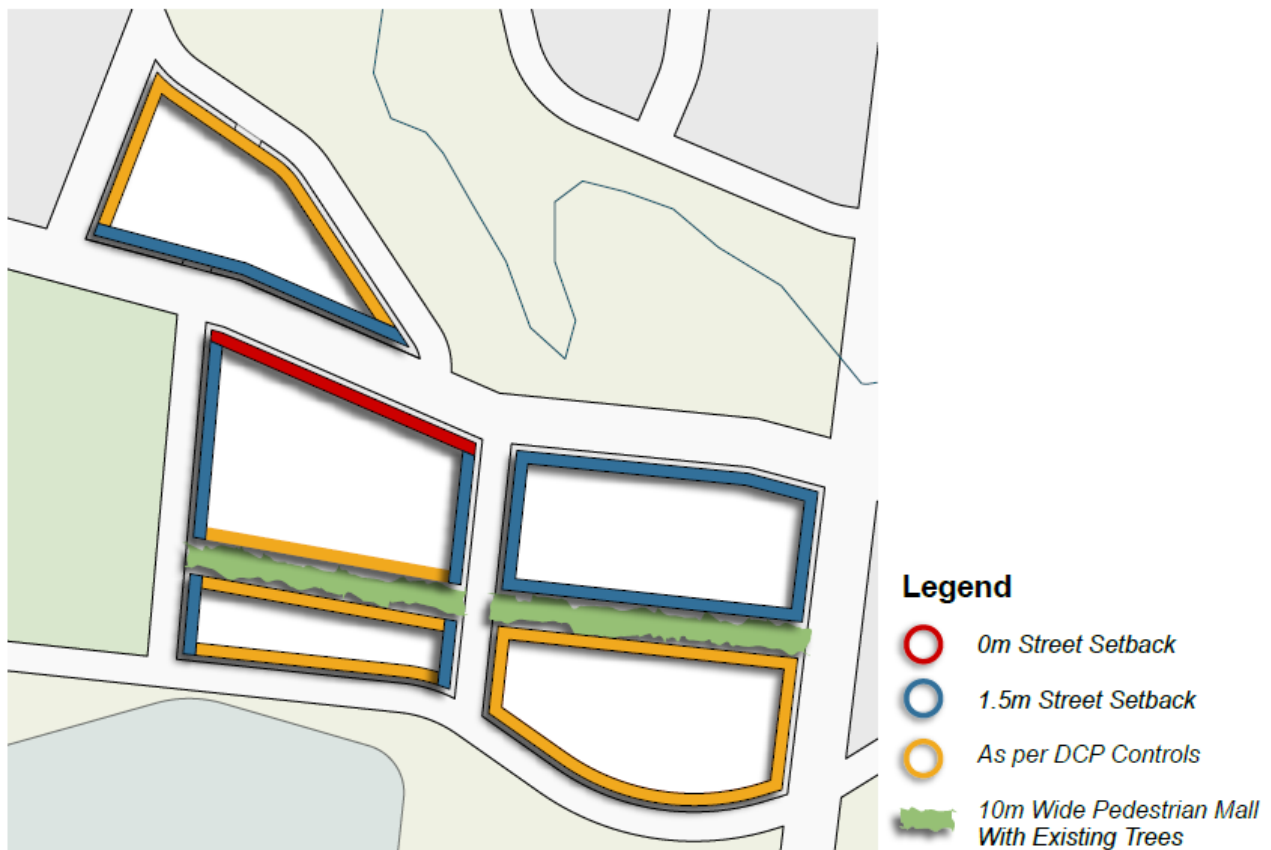 Legend
0m Street Setback
1.5m Street Setback
As per DCP Controls
10m Wide Pedestrian Mall
With Existing Trees